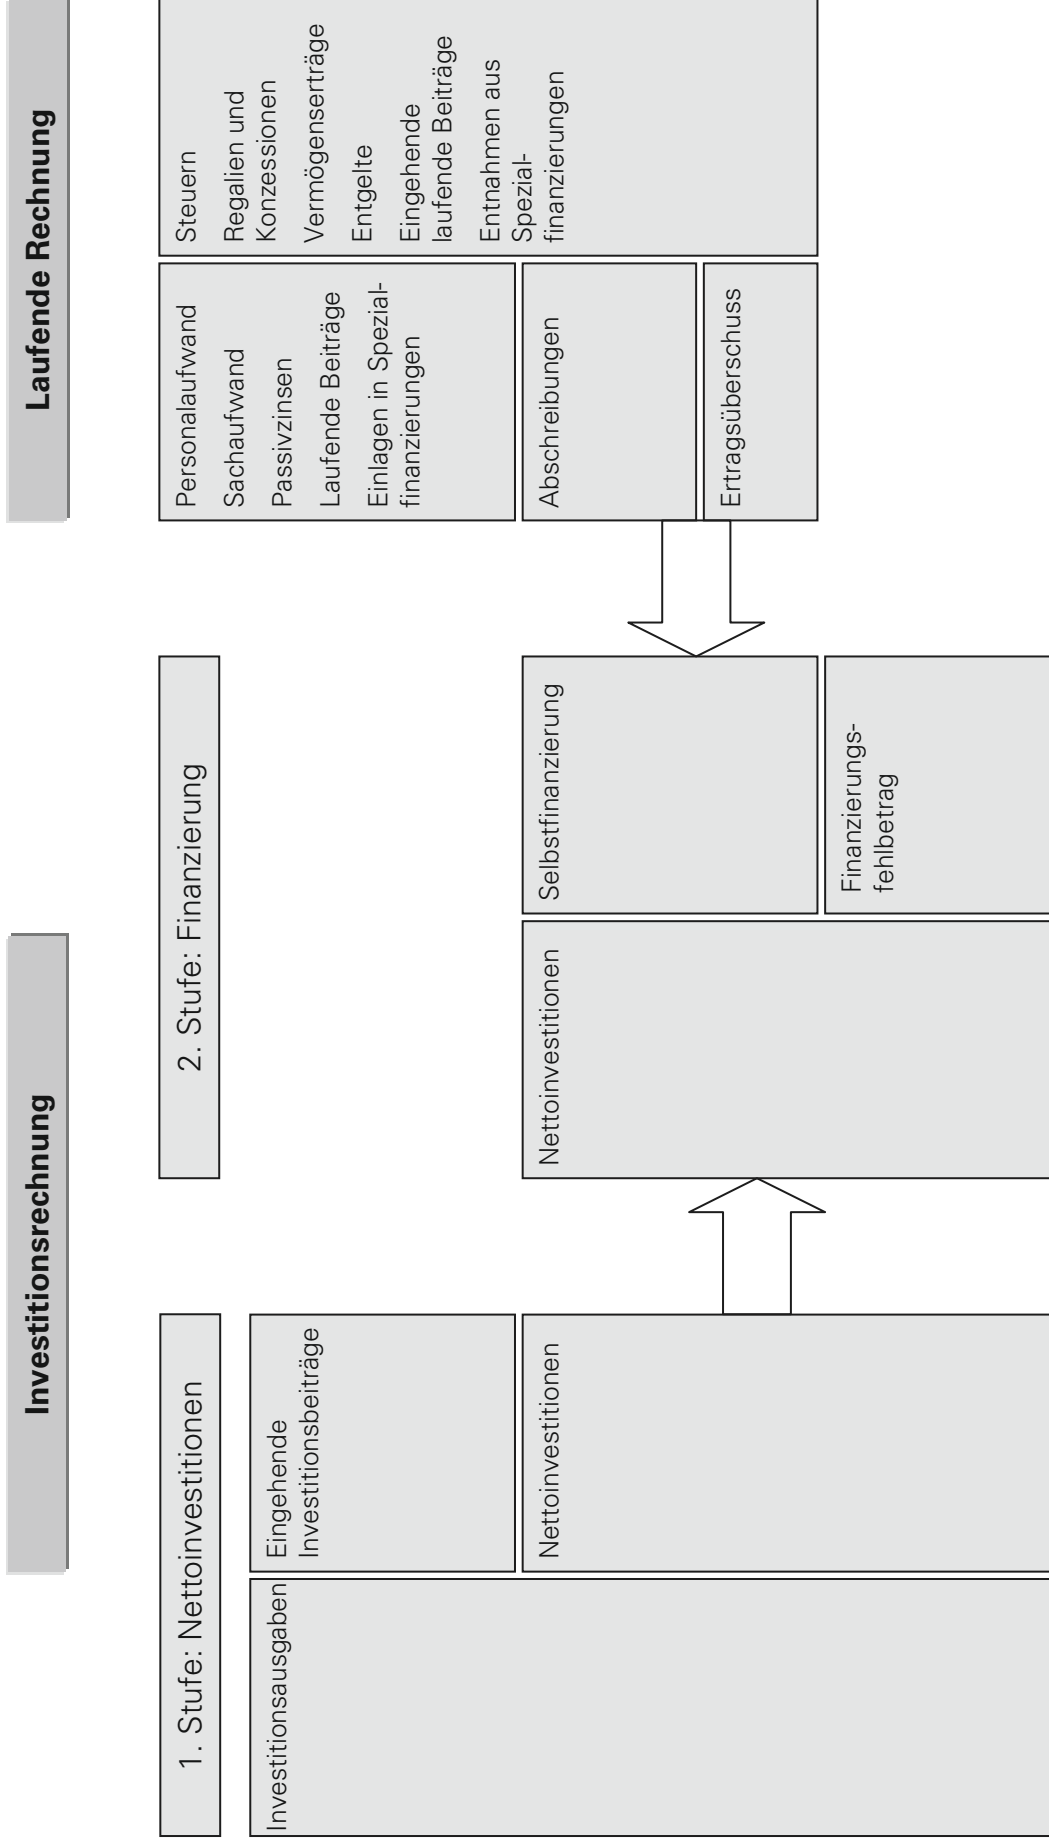 Investitionsrechnung
Laufende Rechnung
1. Stufe: Nettoinvestitionen
2. Stufe: Finanzierung
Investitionsausgaben
Eingehende
Investitionsbeiträge
Nettoinvestitionen
Nettoinvestitionen
Selbstfinanzierung
Finanzierungs-
fehlbetrag
Personalaufwand
Sachaufwand
Passivzinsen
Laufende Beiträge
Einlagen in Spezial-
finanzierungen
Abschreibungen
Ertragsüberschuss
Steuern
Regalien und
Konzessionen
Vermögenserträge
Entgelte
Eingehende
laufende Beiträge
Entnahmen aus
Spezial-
finanzierungen